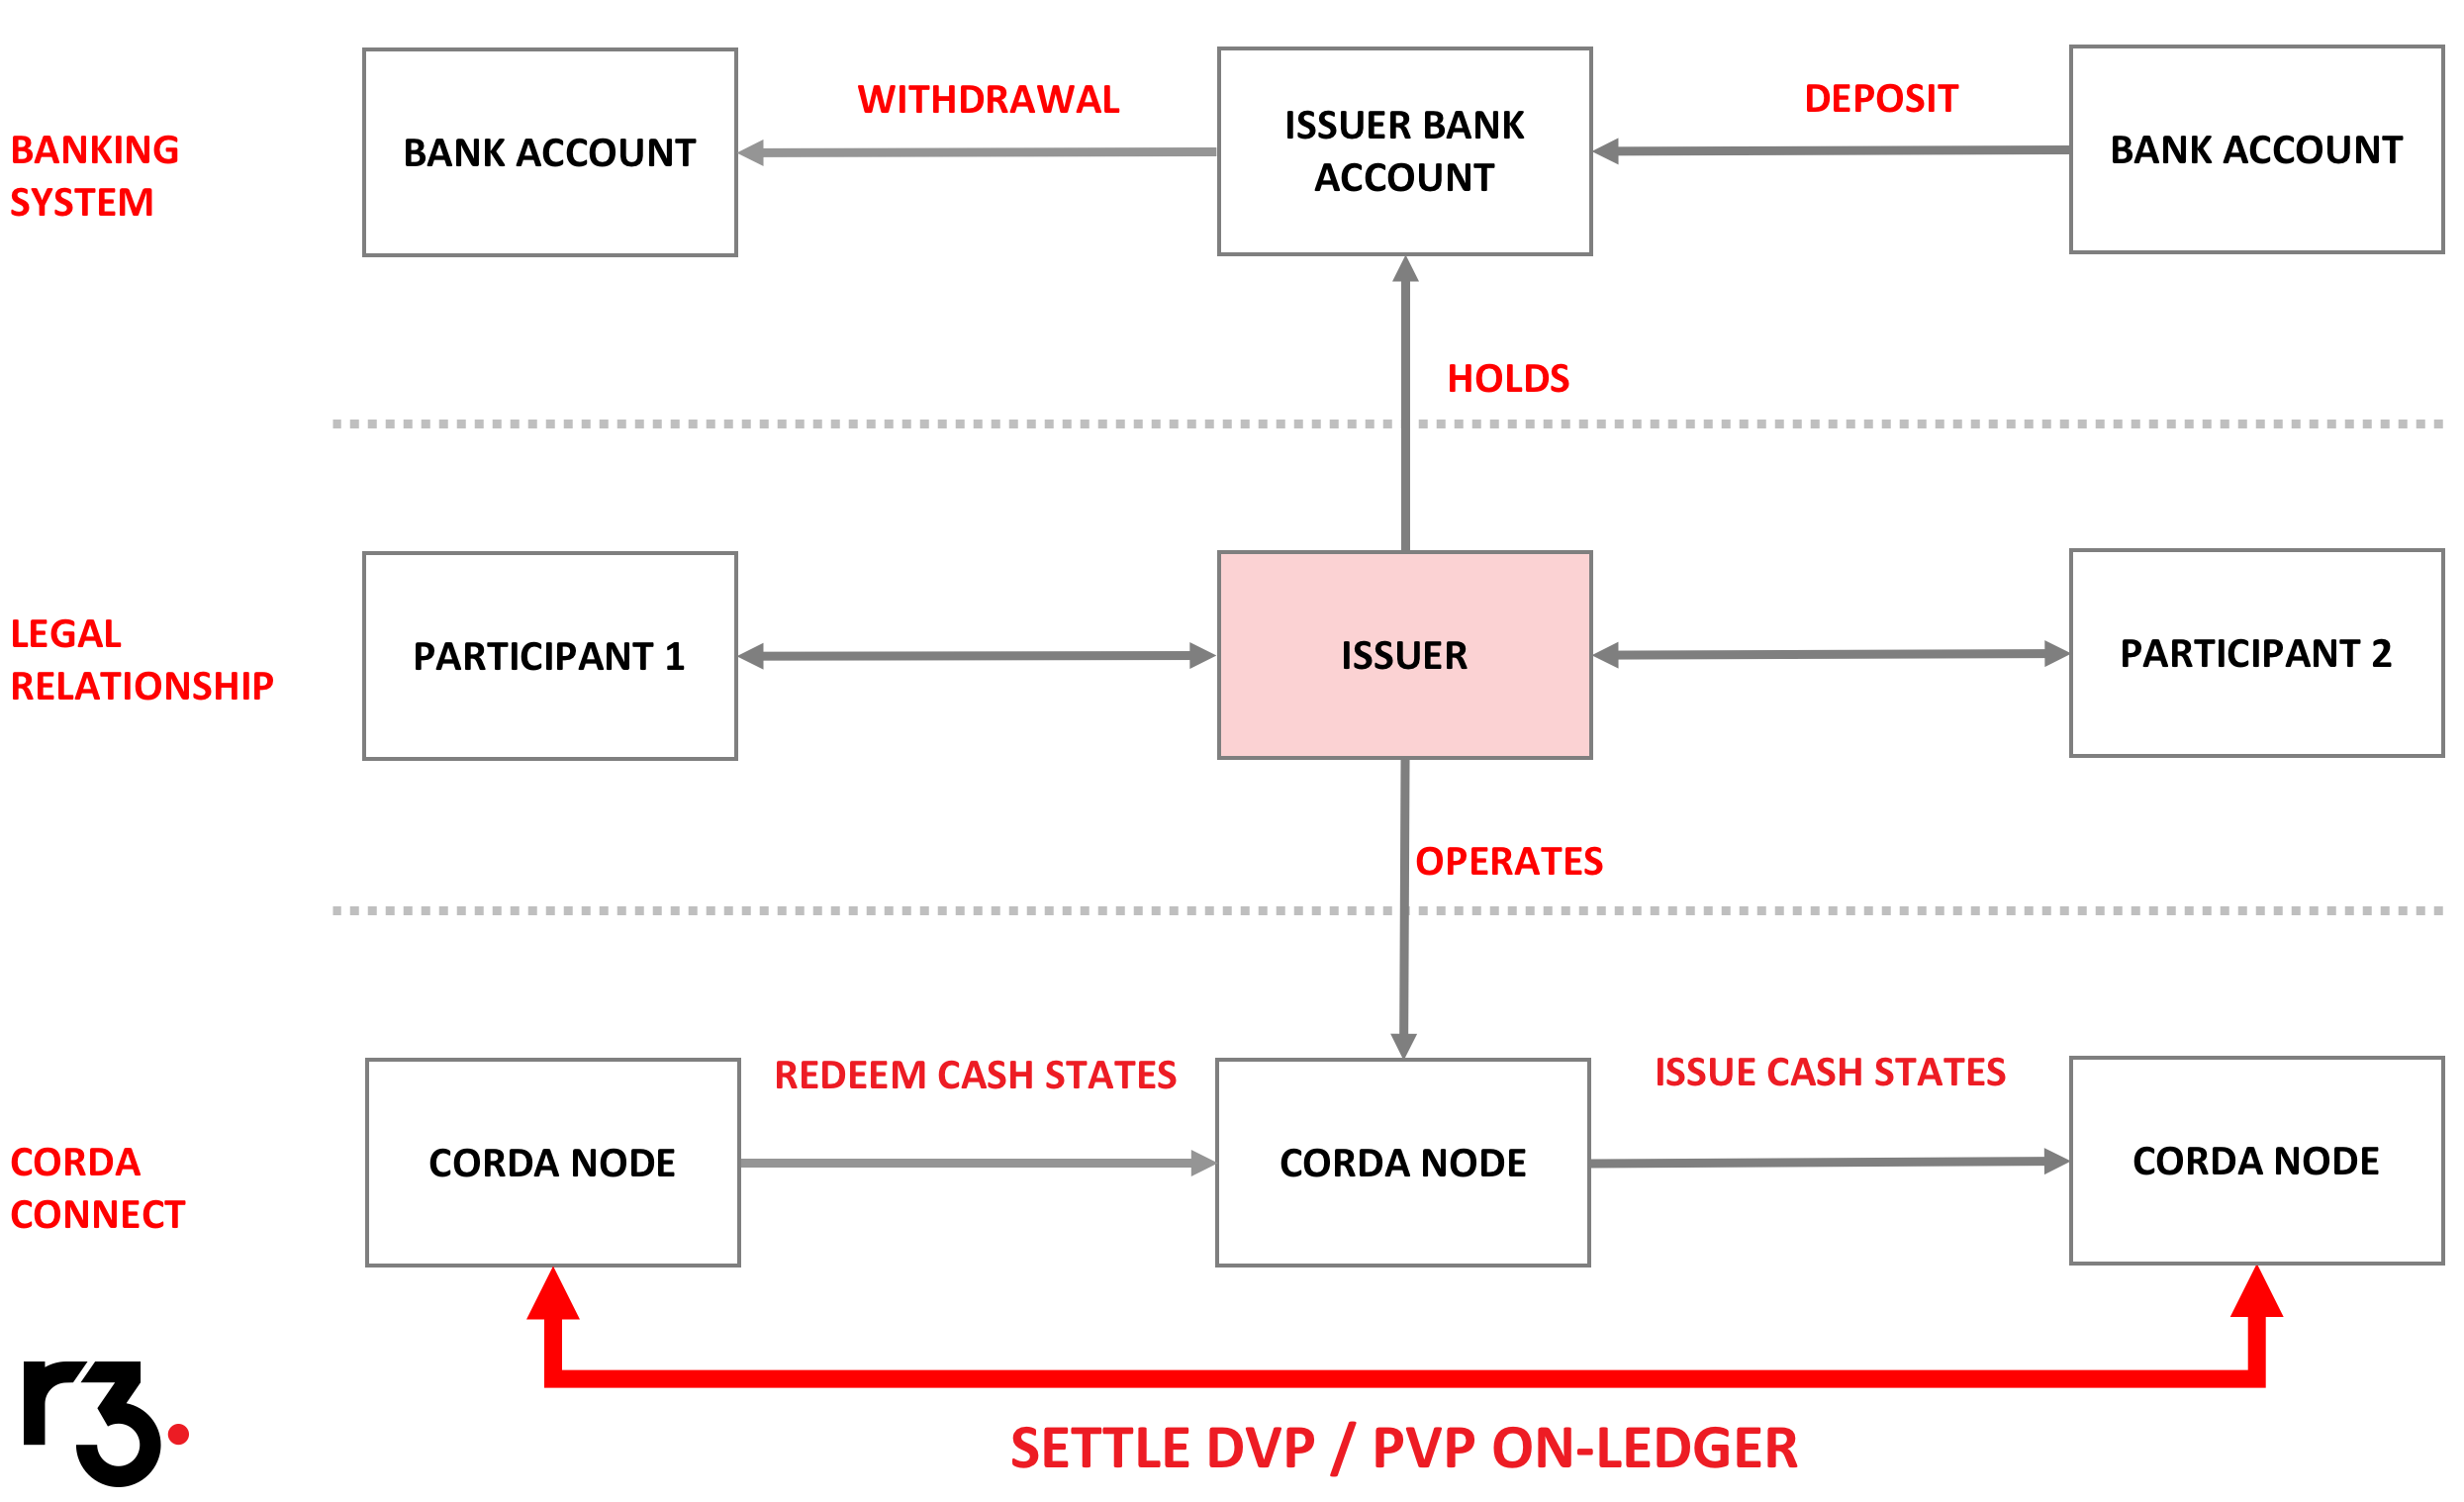 WITHDRAWAL
DEPOSIT
BANKING
SYSTEM
BANK ACCOUNT
ISSUER BANK
ACCOUNT
BANK ACCOUNT
HOLDS
LEGAL
RELATIONSHIP
PARTICIPANT 1
ISSUER
PARTICIPANT 2
OPERATES
REDEEM CASH STATES
ISSUE CASH STATES
CORDA
CONNECT
CORDA NODE
CORDA NODE
CORDA NODE
r3.
SETTLE DVP / PVP ON-LEDGER